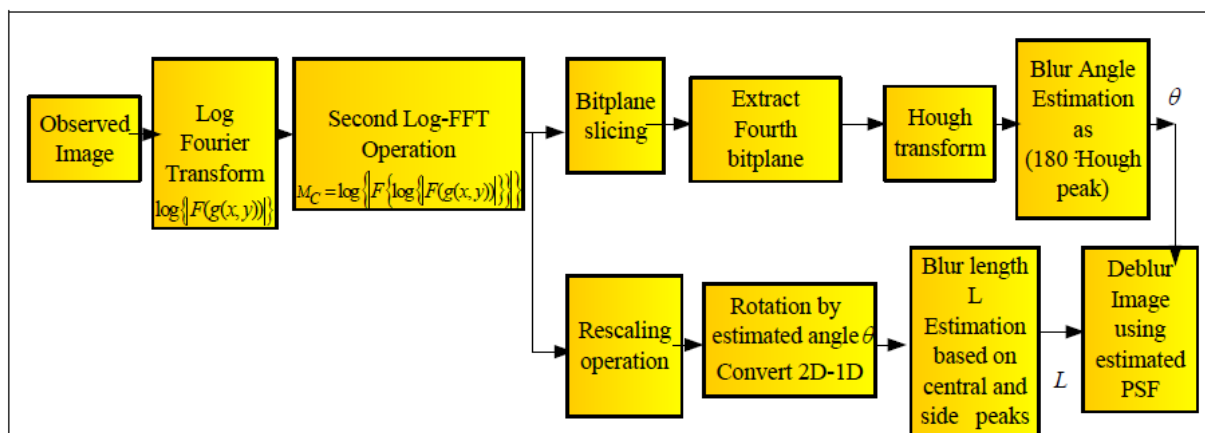 Observed
Image
Log
Fourier
Transform
log{|F(g(x,y))|}
Second Log-FFT
Operation
M_C=log{|F{log{|F(g(x,y))|}}|}
Bitplane
slicing
Extract
Fourth
bitplane
Hough
transform
Blur Angle
Estimation
as
(180 -Hough
peak)
θ
Rescaling
operation
Rotation by
estimated angle θ
Convert 2D-1D
Blur length
L
Estimation
based on
central and
side peaks
L
Deblur
Image
using
estimated
PSF